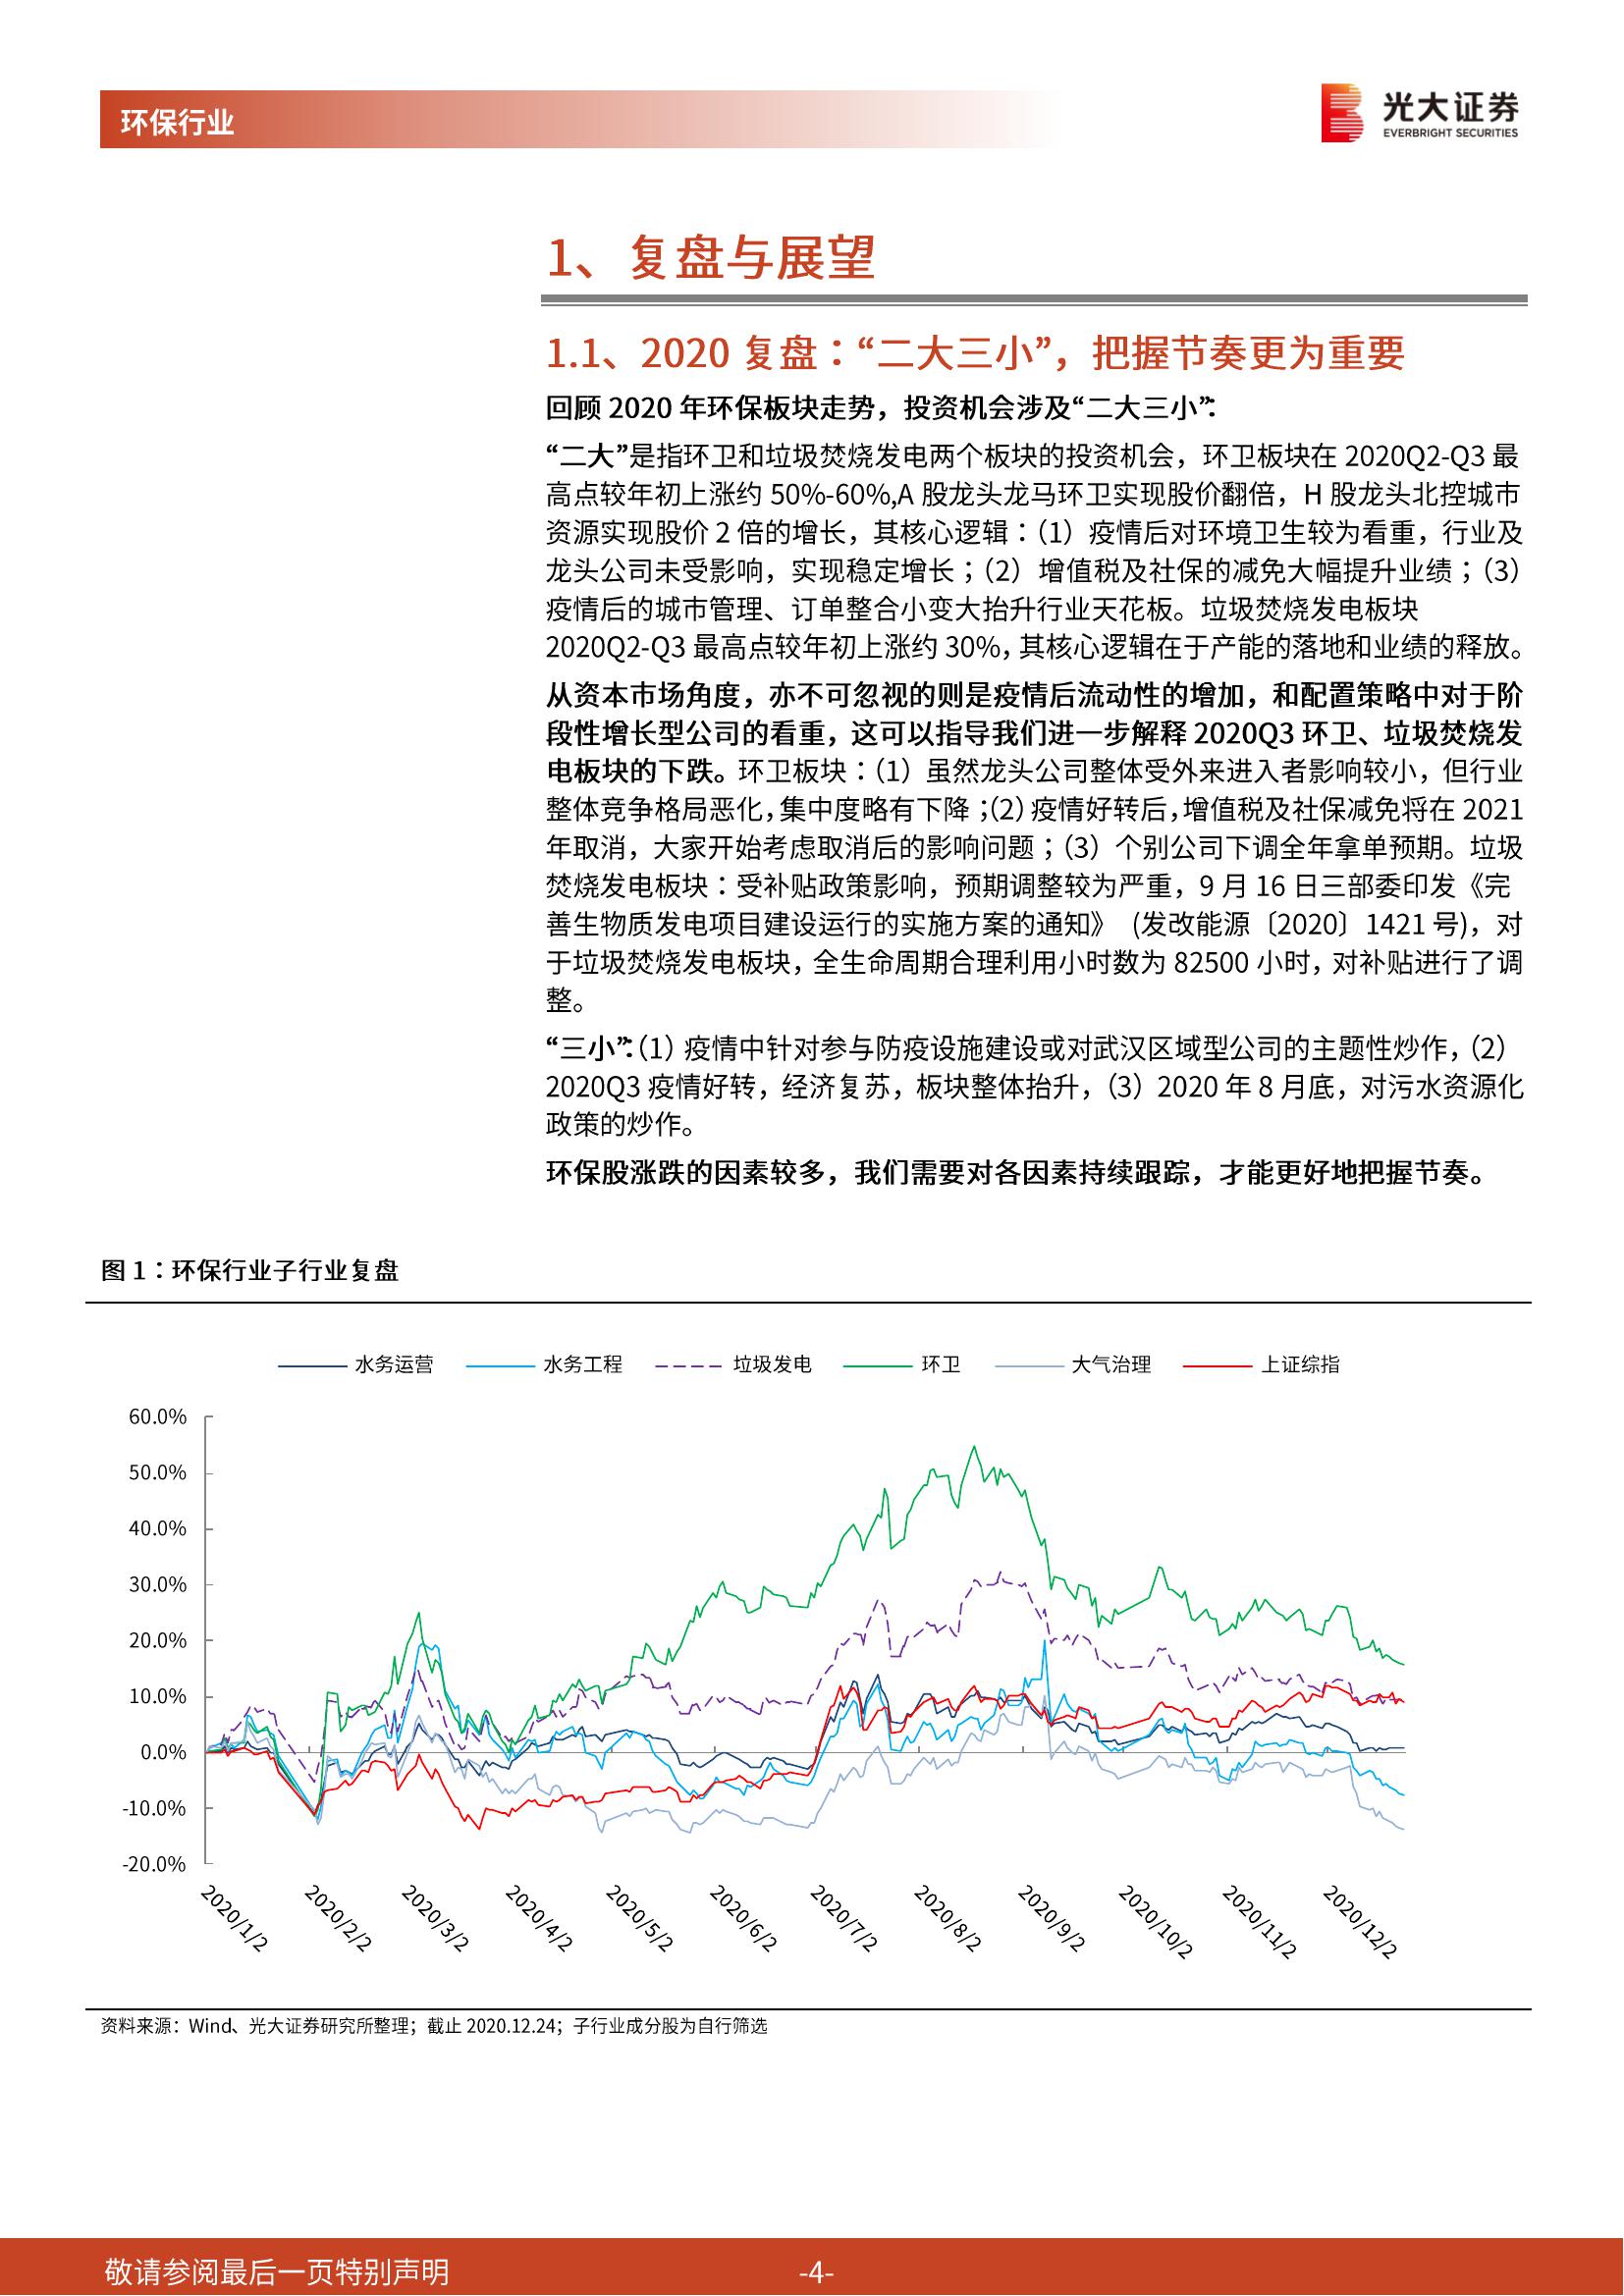 环保行业
光大证券
EVERBRIGHT SECURITIES
1、复盘与展望
1.1、2020 复盘：“二大三小”，把握节奏更为重要
回顾 2020 年环保板块走势，投资机会涉及“二大三小”：
“二大”是指环卫和垃圾焚烧发电两个板块的投资机会，环卫板块在 2020Q2-Q3 最
高点较年初上涨约 50%-60%,A 股龙头龙马环卫实现股价翻倍，H 股龙头北控城市
资源实现股价 2 倍的增长，其核心逻辑：（1）疫情后对环境卫生较为看重，行业及
龙头公司未受影响，实现稳定增长；（2）增值税及社保的减免大幅提升业绩；（3）
疫情后的城市管理、订单整合小变大抬升行业天花板。垃圾焚烧发电板块
2020Q2-Q3 最高点较年初上涨约 30%，其核心逻辑在于产能的落地和业绩的释放。
从资本市场角度，亦不可忽视的则是疫情后流动性的增加，和配置策略中对于阶
段性增长型公司的看重，这可以指导我们进一步解释 2020Q3 环卫、垃圾焚烧发
电板块的下跌。环卫板块：（1）虽然龙头公司整体受外来进入者影响较小，但行业
整体竞争格局恶化，集中度略有下降；（2）疫情好转后，增值税及社保减免将在 2021
年取消，大家开始考虑取消后的影响问题；（3）个别公司下调全年拿单预期。垃圾
焚烧发电板块：受补贴政策影响，预期调整较为严重，9 月 16 日三部委印发《完
善生物质发电项目建设运行的实施方案的通知》（发改能源〔2020〕1421 号)，对
于垃圾焚烧发电板块，全生命周期合理利用小时数为 82500 小时，对补贴进行了调
整。
“三小”：（1）疫情中针对参与防疫设施建设或对武汉区域型公司的主题性炒作，（2）
2020Q3 疫情好转，经济复苏，板块整体抬升，（3）2020 年 8 月底，对污水资源化
政策的炒作。
环保股涨跌的因素较多，我们需要对各因素持续跟踪，才能更好地把握节奏。
图 1：环保行业子行业复盘
水务运营 水务工程 垃圾发电 环卫 大气治理 上证综指
60.0%
50.0%
40.0%
30.0%
20.0%
10.0%
0.0%
-10.0%
-20.0%
2020/1/2 2020/2/2 2020/3/2 2020/4/2 2020/5/2 2020/6/2 2020/7/2 2020/8/2 2020/9/2 2020/10/2 2020/11/2 2020/12/2
资料来源：Wind、光大证券研究所整理；截止 2020.12.24；子行业成分股为自行筛选
敬请参阅最后一页特别声明 -4-